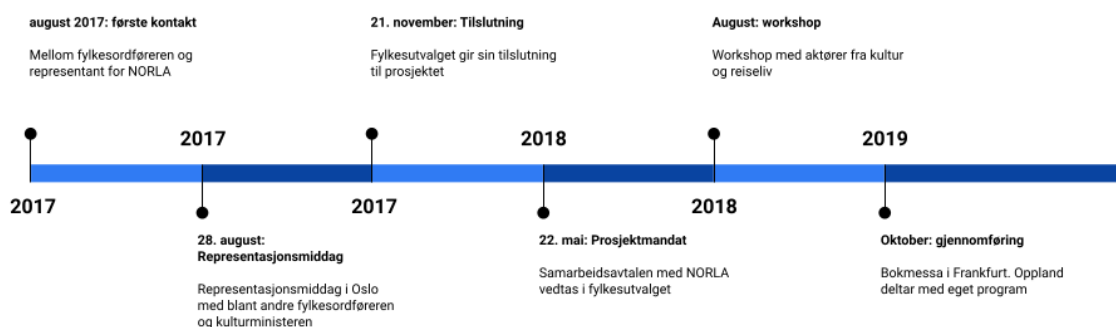 august 2017: første kontakt
Mellom fylkesordføreren og
representant for NORLA
21. november: Tilslutning
Fylkesutvalget gir sin tilslutning
til prosjektet
August: workshop
Workshop med aktører fra kultur
og reiseliv
2017
2018
2019
2017
2017
2018
28. august:
Representasjonsmiddag
Representasjonsmiddag i Oslo
med blant andre fylkesordføreren
og kulturministeren
22. mai: Prosjektmandat
Samarbeidsavtalen med NORLA
vedtas i fylkesutvalget
Oktober: gjennomføring
Bokmessa i Frankfurt. Oppland
deltar med eget program